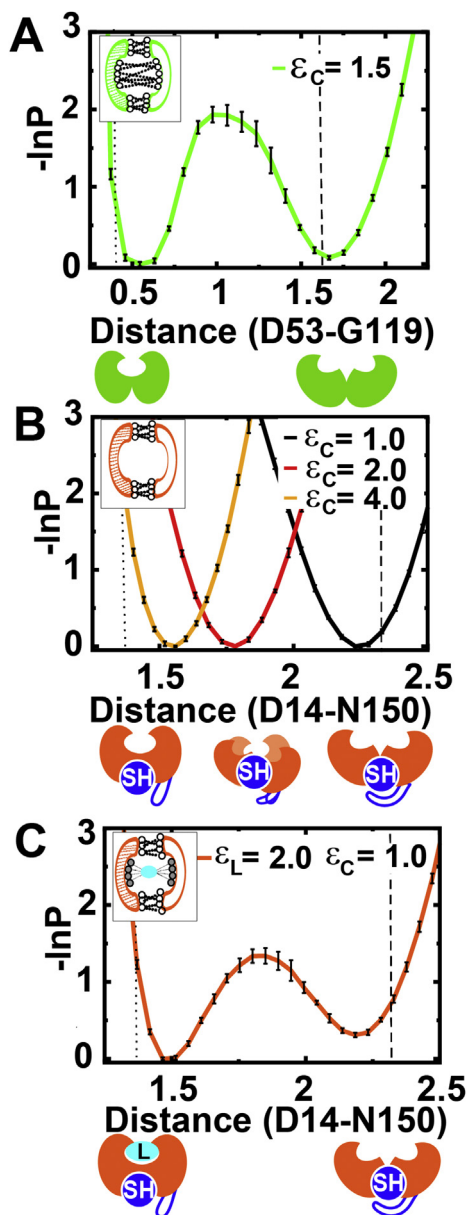 A
3
2
1
0
-lnP
εC = 1.5
0.5 1 1.5 2
Distance (D53-G119)
B
3
2
1
0
-lnP
εC = 1.0
εC = 2.0
εC = 4.0
1.5 2 2.5
Distance (D14-N150)
SH SH SH
C
3
2
1
0
-lnP
εL = 2.0 εC = 1.0
1.5 2 2.5
Distance (D14-N150)
L
SH SH